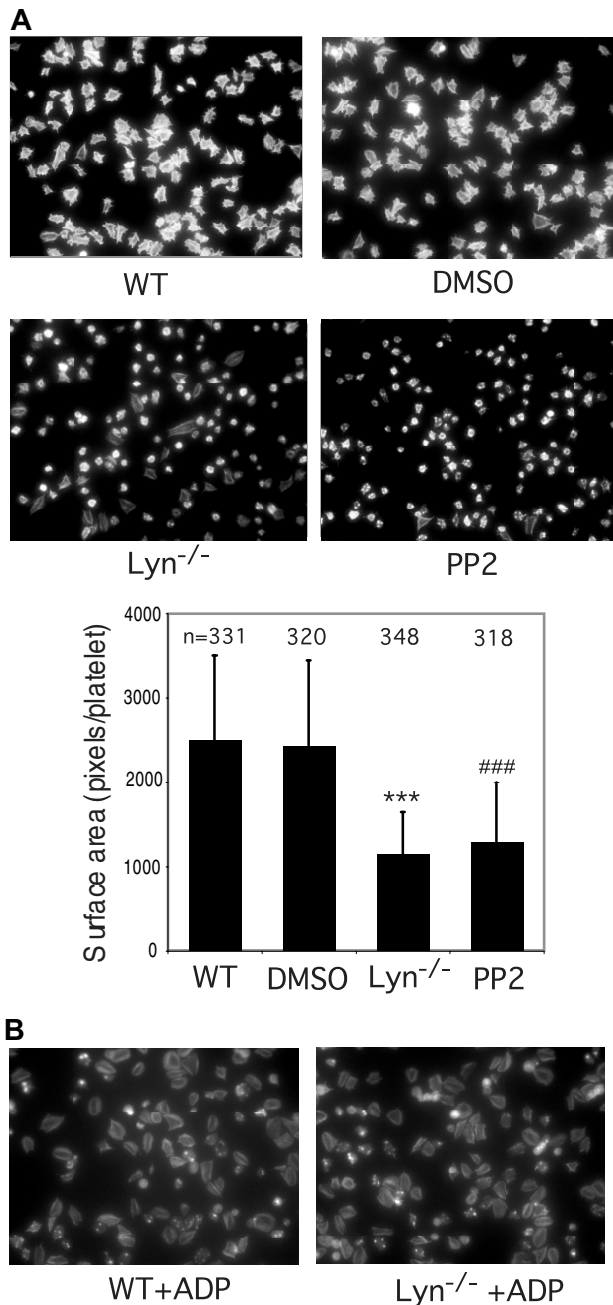 A
WT
DMSO
Lyn-/-
PP2
Surface area (pixels/platelet)
4000
3000
2000
1000
0
n=331
320
348
318
***
###
WT
DMSO
Lyn-/-
PP2
B
WT+ADP
Lyn-/- +ADP